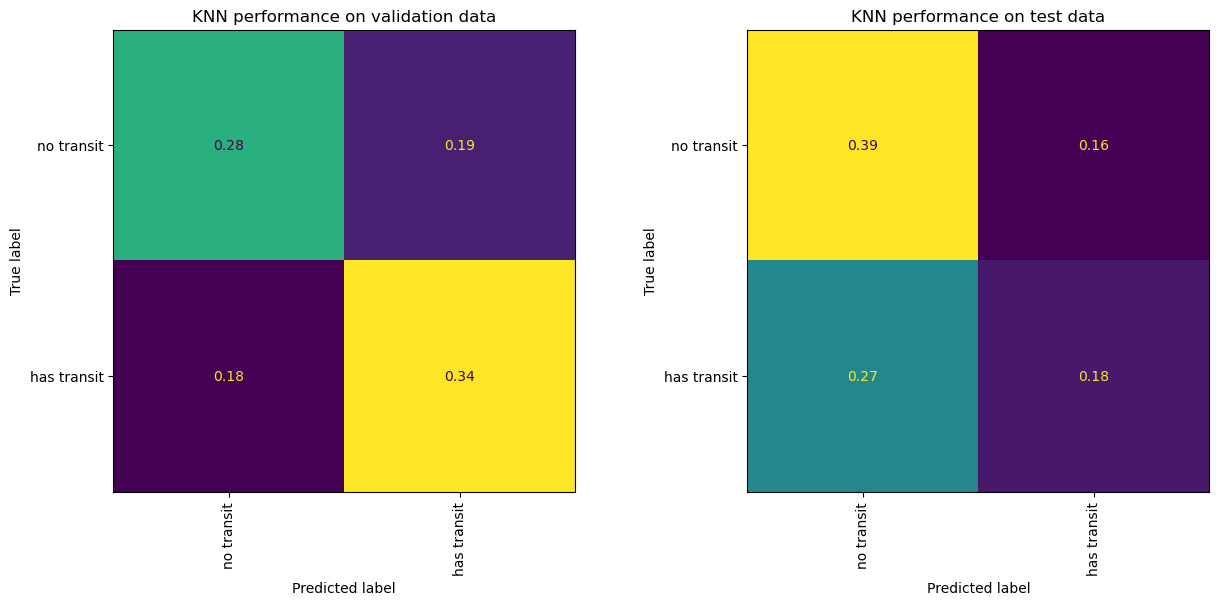 KNN performance on validation data
True label
no transit
has transit
0.28
0.19
0.18
0.34
no transit
has transit
Predicted label
KNN performance on test data
True label
no transit
has transit
0.39
0.16
0.27
0.18
no transit
has transit
Predicted label